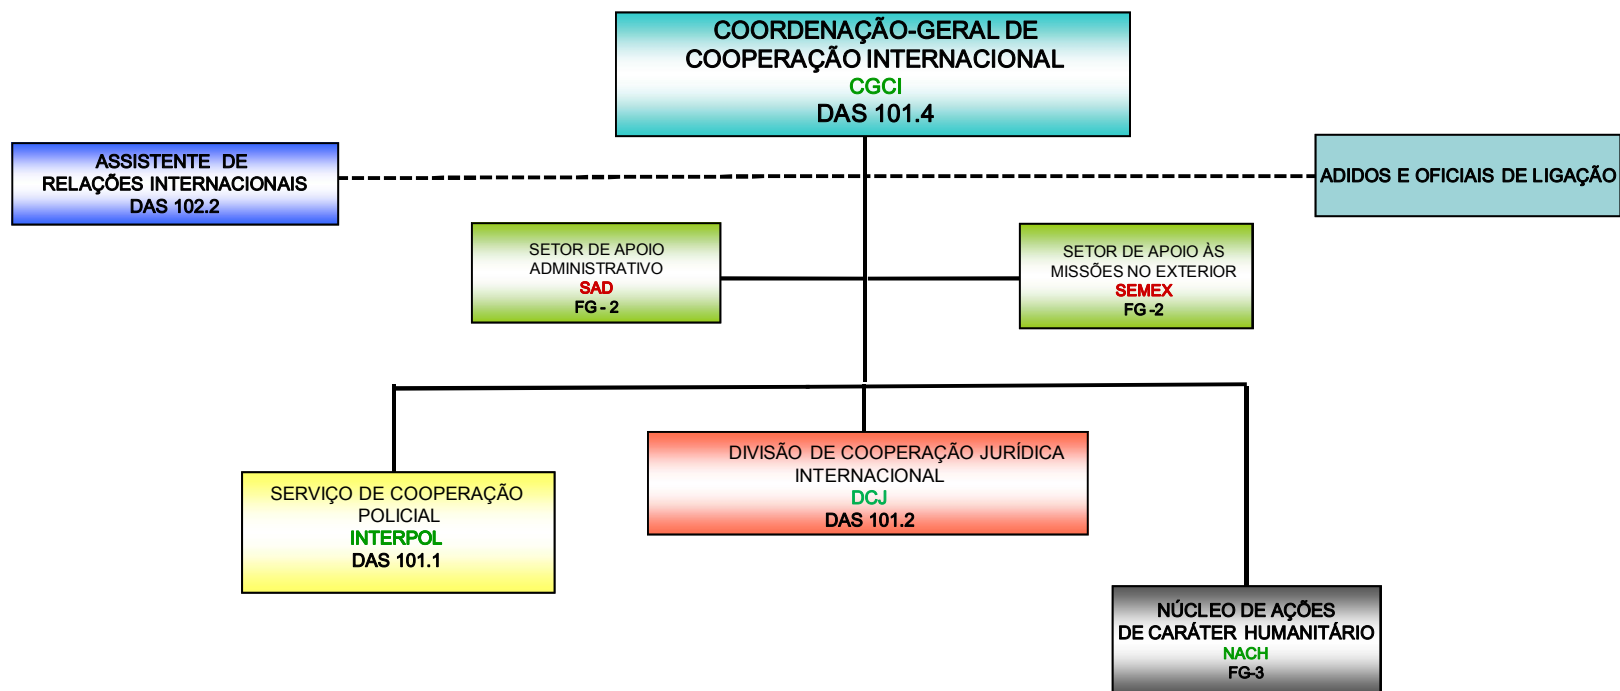 COORDENAÇÃO-GERAL DE
COOPERAÇÃO INTERNACIONAL
CGCI
DAS 101.4
ASSISTENTE DE
RELAÇÕES INTERNACIONAIS
DAS 102.2
ADIDOS E OFICIAIS DE LIGAÇÃO
SETOR DE APOIO
ADMINISTRATIVO
SAD
FG - 2
SETOR DE APOIO ÀS
MISSÕES NO EXTERIOR
SEMEX
FG -2
SERVIÇO DE COOPERAÇÃO
POLICIAL
INTERPOL
DAS 101.1
DIVISÃO DE COOPERAÇÃO JURÍDICA
INTERNACIONAL
DCJ
DAS 101.2
NÚCLEO DE AÇÕES
DE CARÁTER HUMANITÁRIO
NACH
FG-3